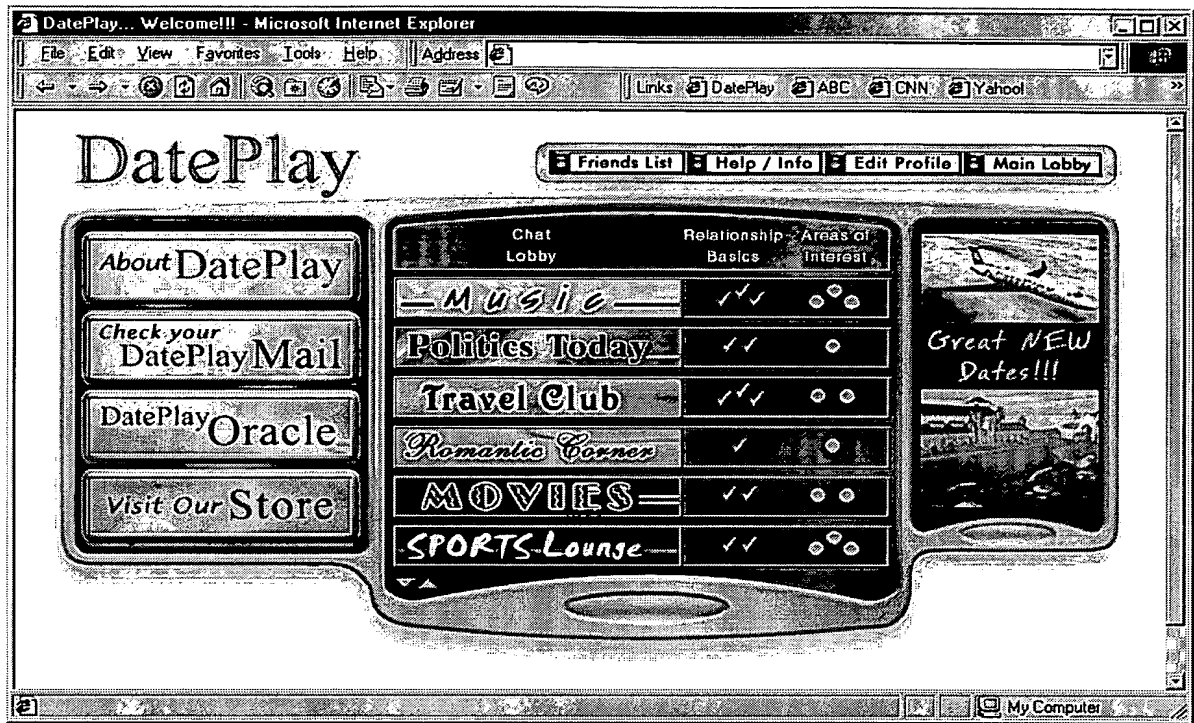 DatePlay... Welcome!!! - Microsoft Internet Explorer
File Edit View Favorites Tools Help Address
Links DatePlay ABC CNN Yahoo! »
DatePlay
Friends List Help / Info Edit Profile Main Lobby
About DatePlay
Check your
DatePlay Mail
DatePlay Oracle
Visit Our Store
Chat
Lobby
Relationship
Basics
Areas of
Interest
Music
Politics Today
Travel Club
Romantic Corner
MOVIES
SPORTS Lounge
Great NEW
Dates!!!
My Computer